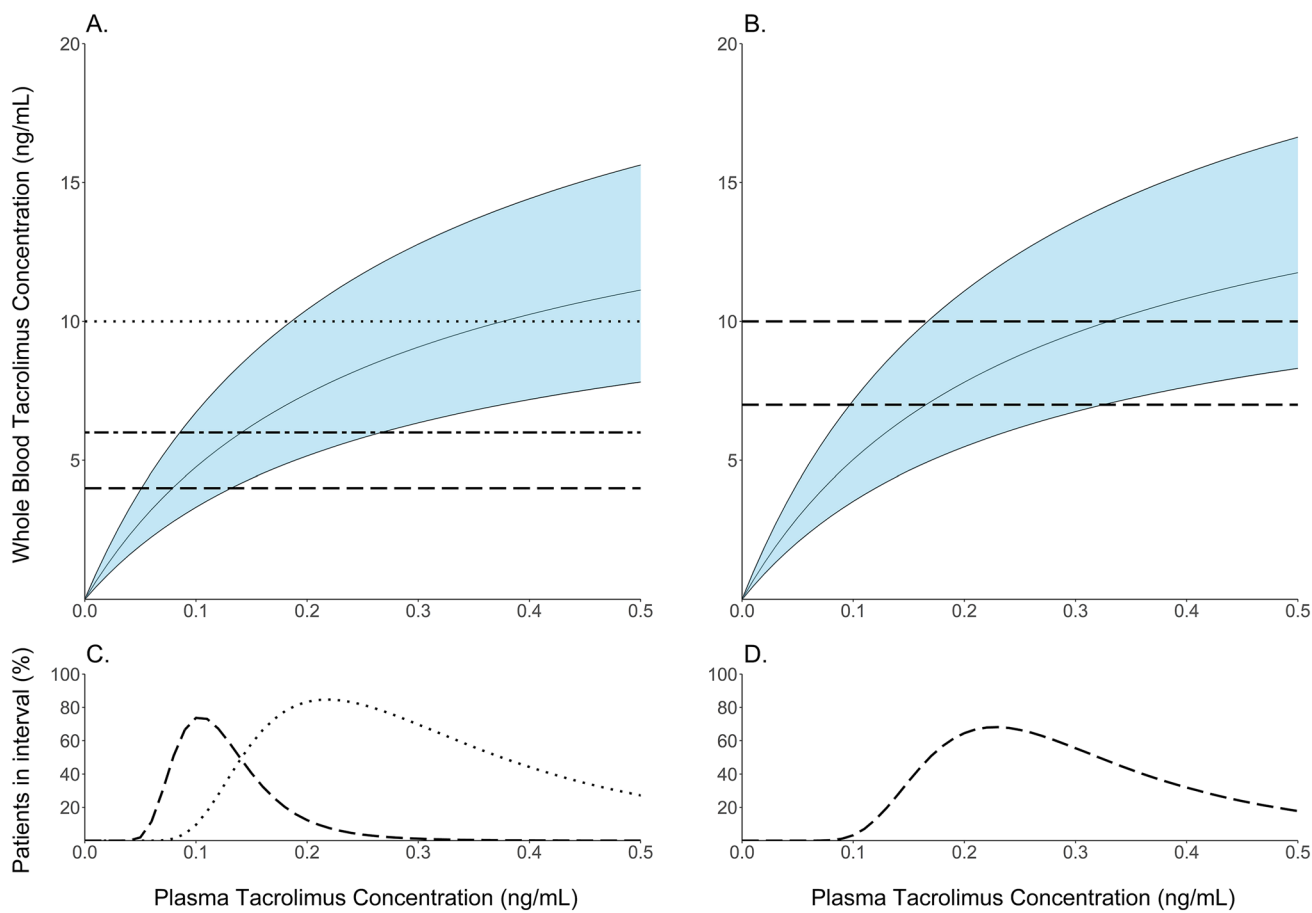 A.
B.
Whole Blood Tacrolimus Concentration (ng/mL)
20
15
10
5
0.0 0.1 0.2 0.3 0.4 0.5
20
15
10
5
0.0 0.1 0.2 0.3 0.4 0.5
C.
D.
Patients in interval (%)
100
80
60
40
20
0.0 0.1 0.2 0.3 0.4 0.5
100
80
60
40
20
0.0 0.1 0.2 0.3 0.4 0.5
Plasma Tacrolimus Concentration (ng/mL)
Plasma Tacrolimus Concentration (ng/mL)